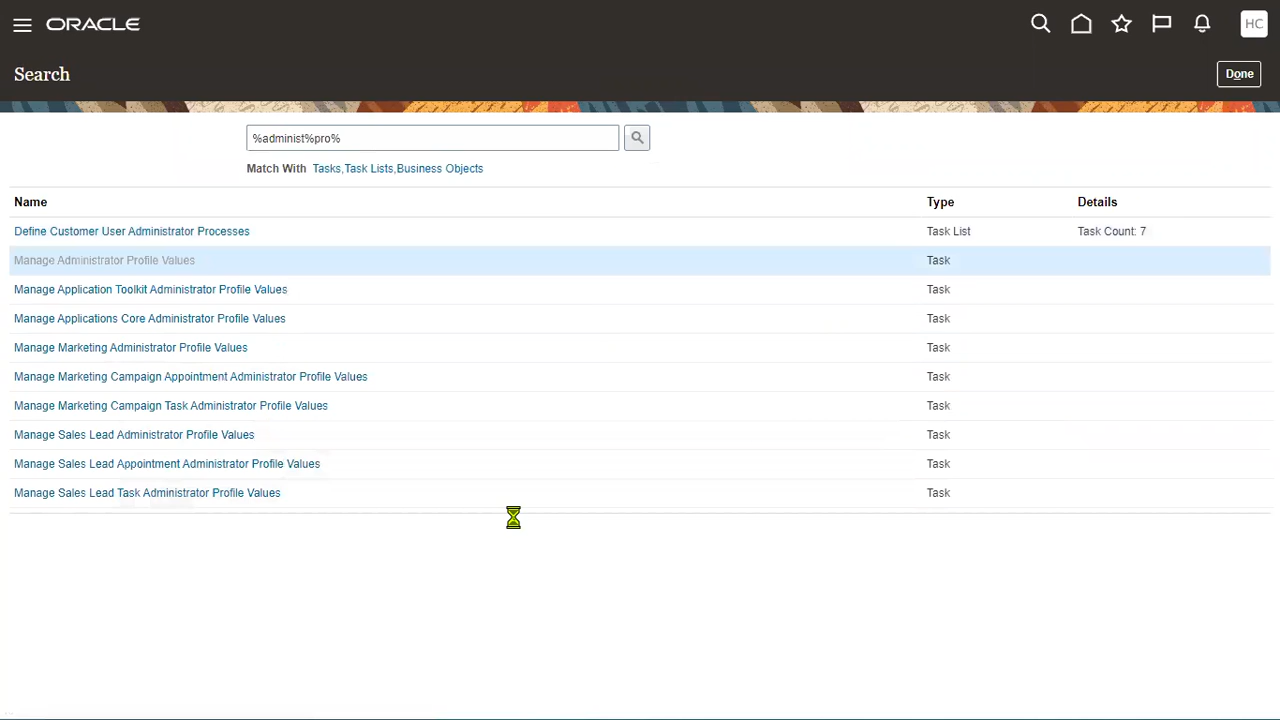 ORACLE
HC
Search
Done
%administ%pro%
Match With Tasks,Task Lists,Business Objects
Name Type Details
Define Customer User Administrator Processes Task List Task Count: 7
Manage Administrator Profile Values Task
Manage Application Toolkit Administrator Profile Values Task
Manage Applications Core Administrator Profile Values Task
Manage Marketing Administrator Profile Values Task
Manage Marketing Campaign Appointment Administrator Profile Values Task
Manage Marketing Campaign Task Administrator Profile Values Task
Manage Sales Lead Administrator Profile Values Task
Manage Sales Lead Appointment Administrator Profile Values Task
Manage Sales Lead Task Administrator Profile Values Task